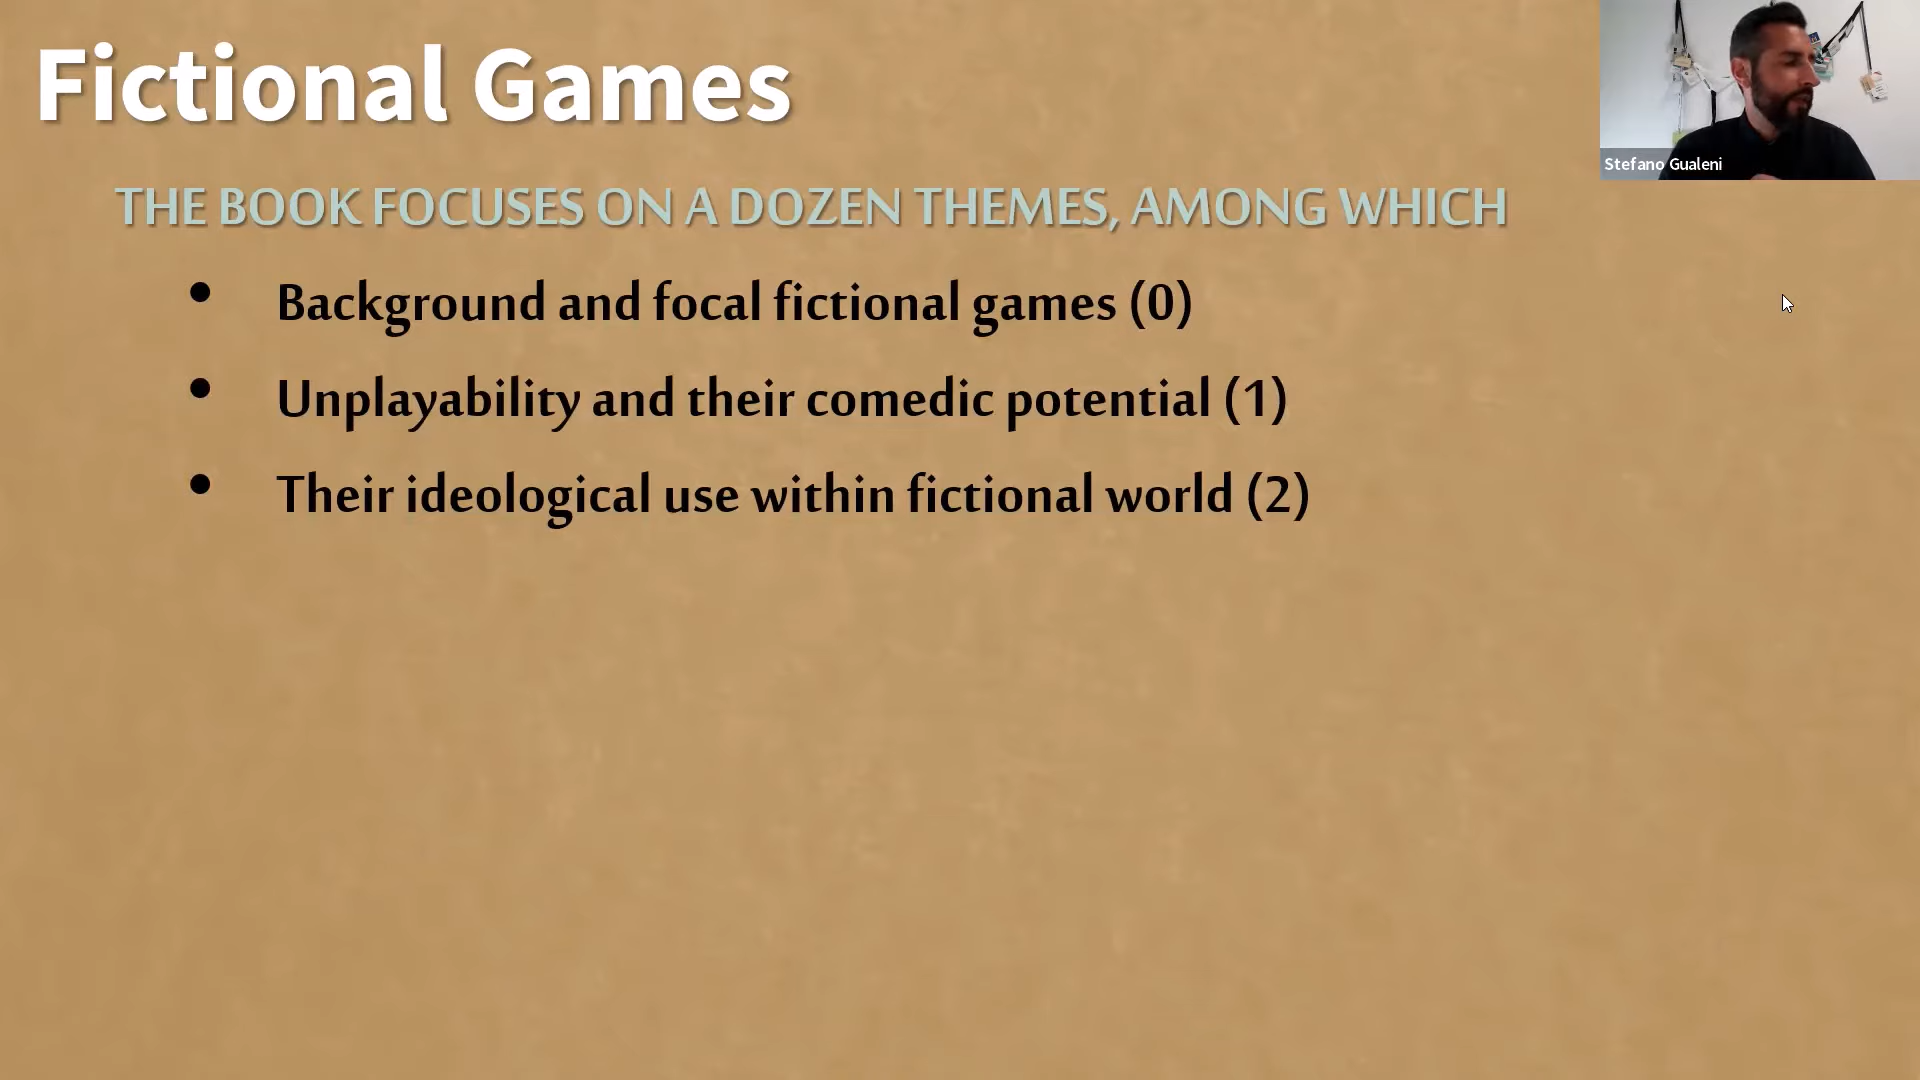 Fictional Games
Stefano Gualeni
THE BOOK FOCUSES ON A DOZEN THEMES, AMONG WHICH
• Background and focal fictional games (0)
• Unplayability and their comedic potential (1)
• Their ideological use within fictional world (2)